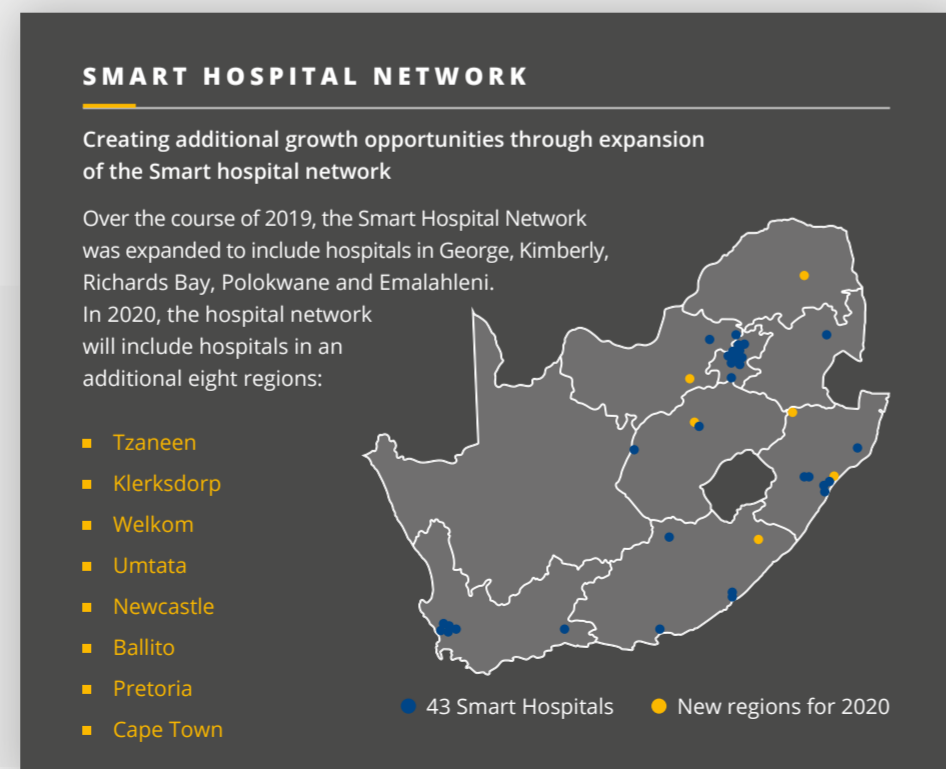 SMART HOSPITAL NETWORK
Creating additional growth opportunities through expansion
of the Smart hospital network
Over the course of 2019, the Smart Hospital Network
was expanded to include hospitals in George, Kimberly,
Richards Bay, Polokwane and Emalahleni.
In 2020, the hospital network
will include hospitals in an
additional eight regions:
Tzaneen
Klerksdorp
Welkom
Umtata
Newcastle
Ballito
Pretoria
Cape Town
43 Smart Hospitals
New regions for 2020